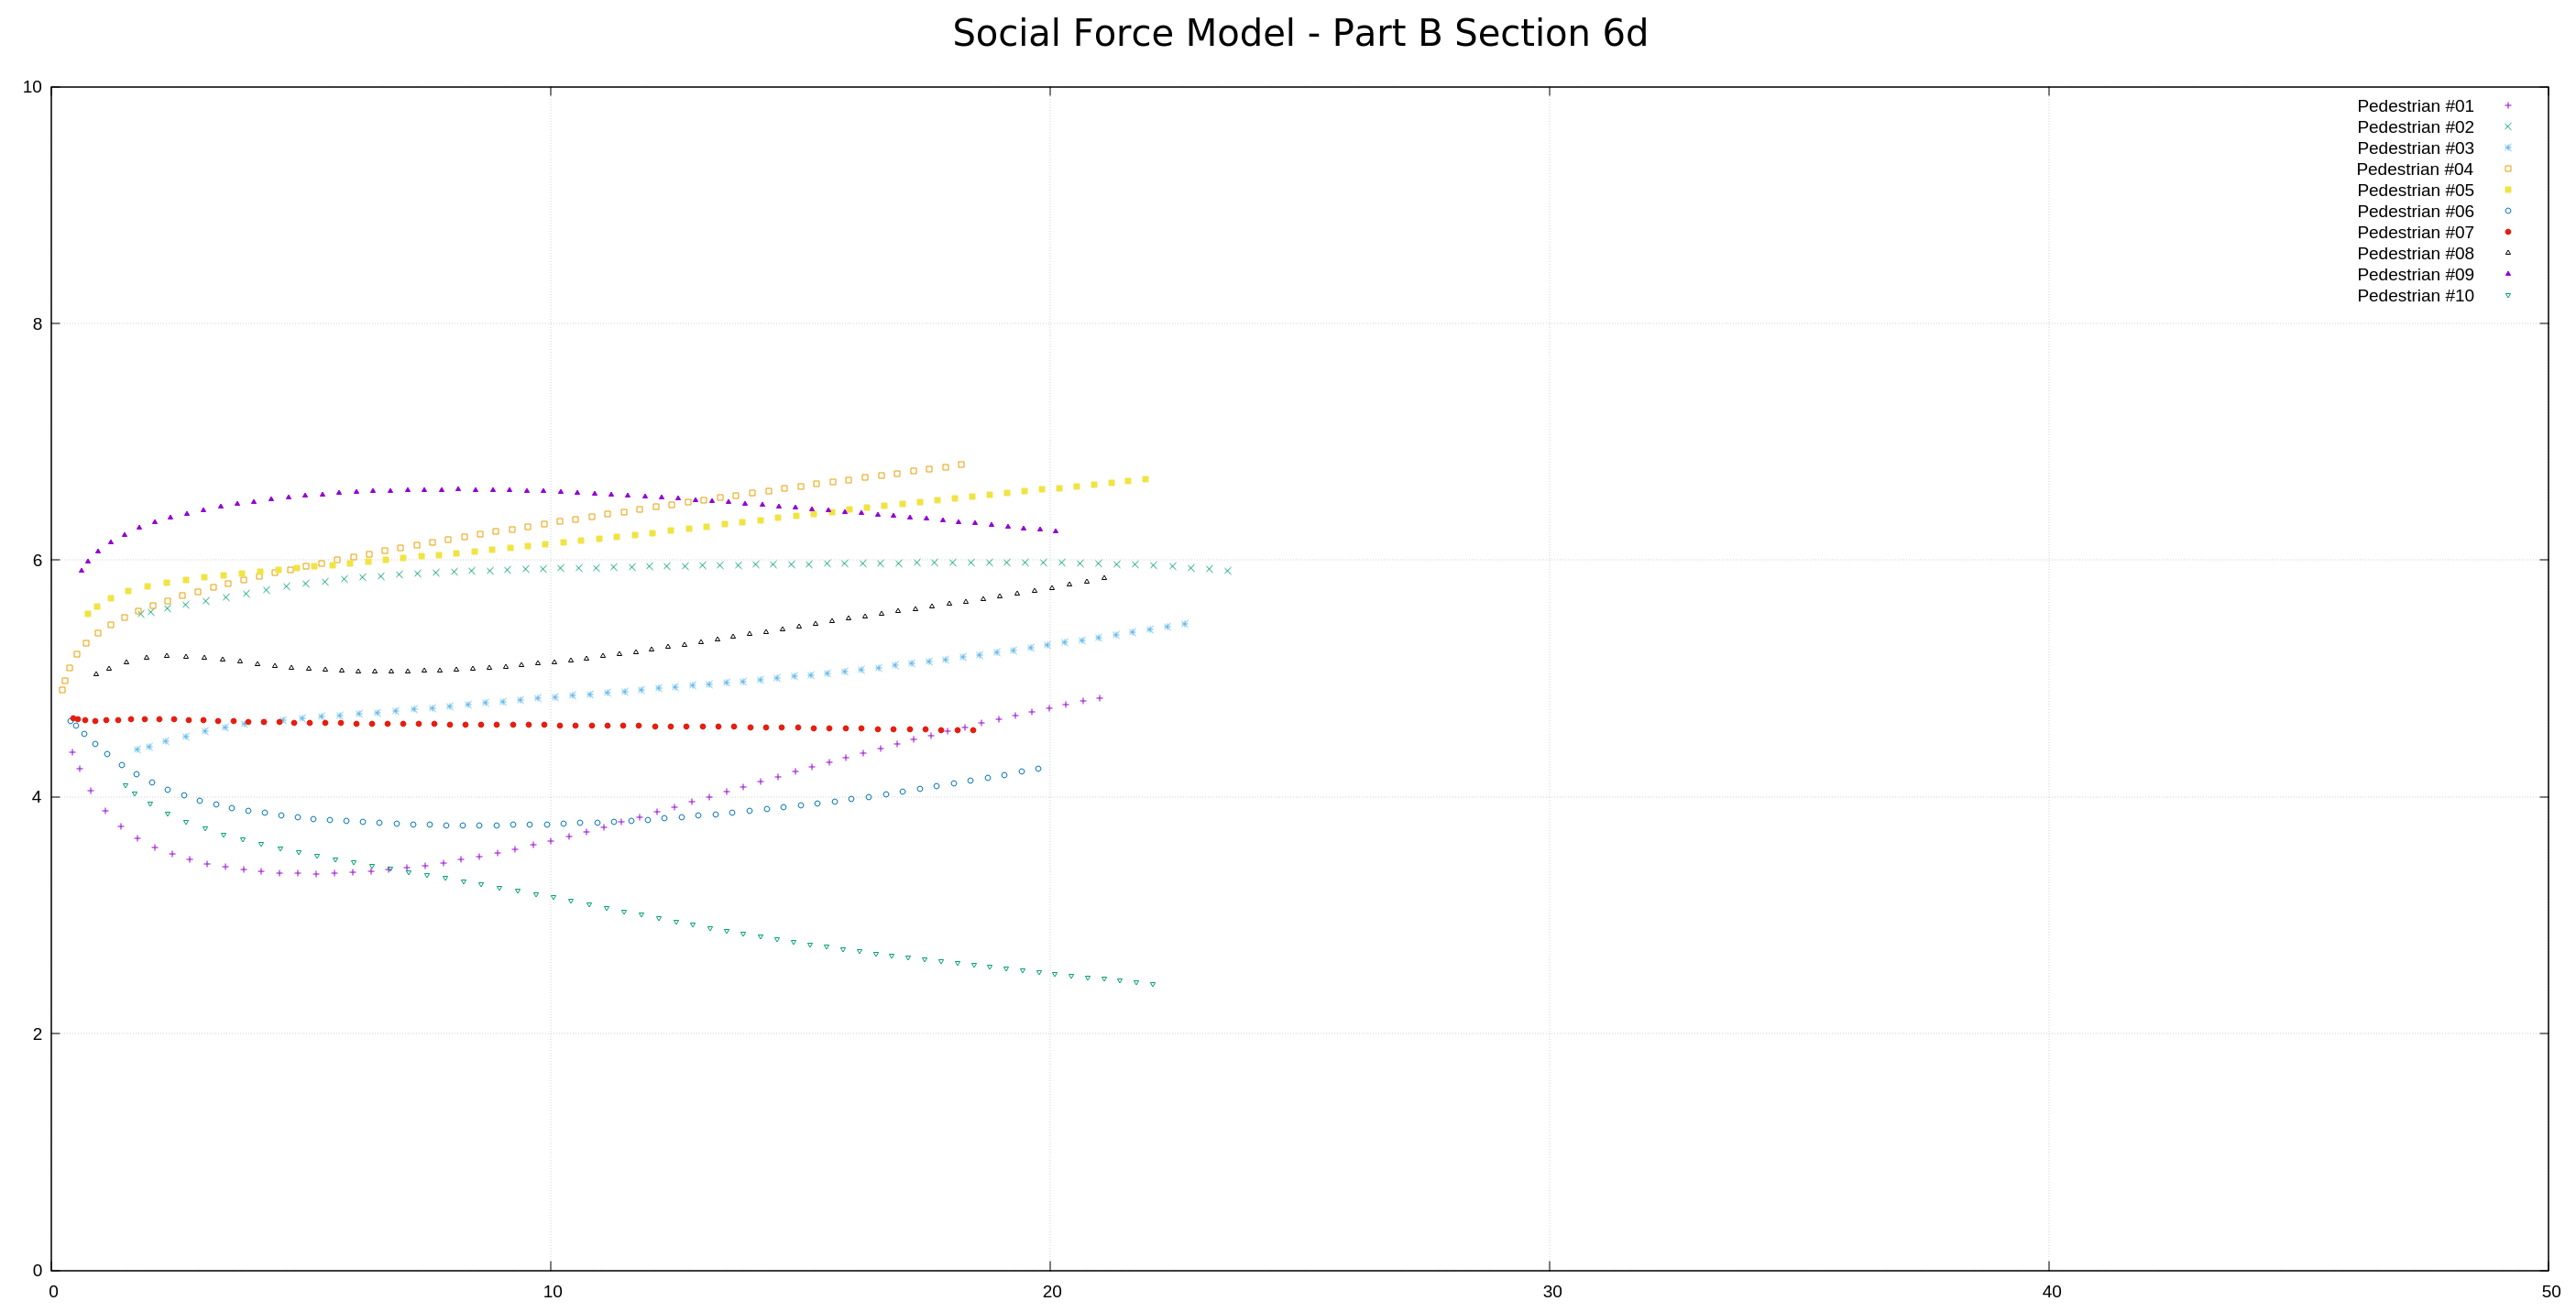 Social Force Model - Part B Section 6d
10
8
6
4
2
0
0 10 20 30 40 50
Pedestrian #01
Pedestrian #02
Pedestrian #03
Pedestrian #04
Pedestrian #05
Pedestrian #06
Pedestrian #07
Pedestrian #08
Pedestrian #09
Pedestrian #10